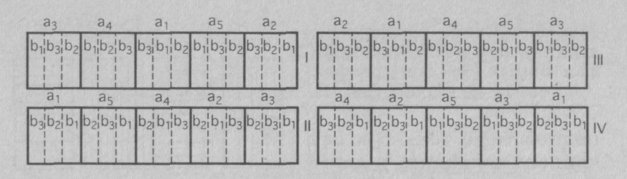 a₃ a₄ a₁ a₅ a₂ a₂ a₁ a₄ a₅ a₃
b₁ b₃ b₂ b₁ b₂ b₃ b₃ b₁ b₂ b₁ b₃ b₂ b₃ b₂ b₁ I b₁ b₃ b₂ b₃ b₁ b₂ b₁ b₂ b₃ b₂ b₁ b₃ b₁ b₃ b₂ III
a₁ a₅ a₄ a₂ a₃ a₄ a₂ a₅ a₃ a₁
b₃ b₂ b₁ b₂ b₃ b₁ b₂ b₁ b₃ b₂ b₁ b₃ b₂ b₃ b₁ II b₃ b₂ b₁ b₂ b₃ b₁ b₁ b₃ b₂ b₁ b₃ b₂ b₂ b₃ b₁ IV